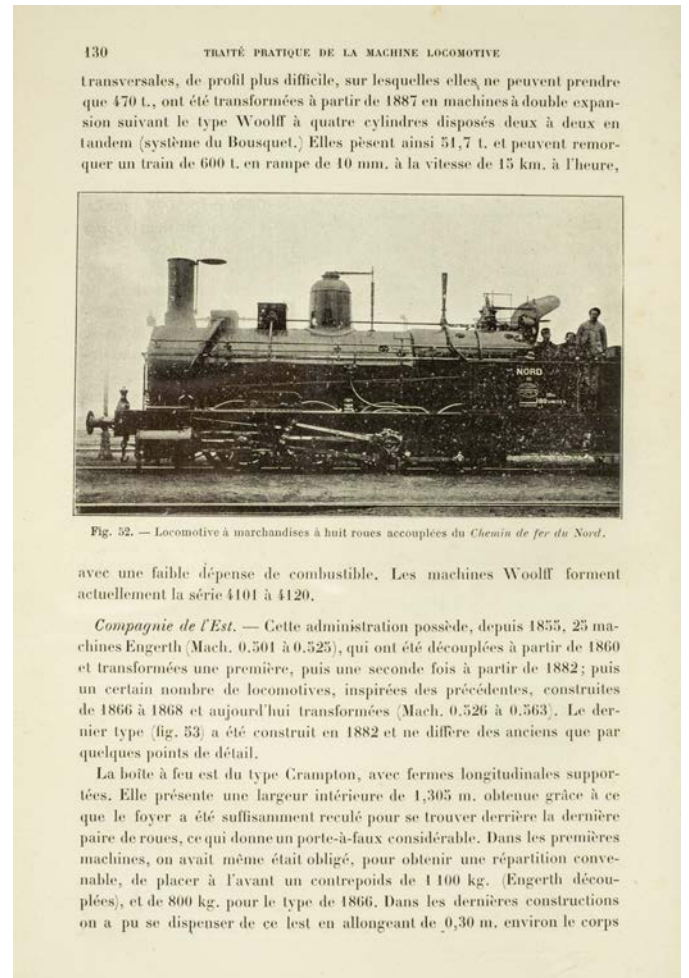 130 TRAITÉ PRATIQUE DE LA MACHINE LOCOMOTIVE
transversales, de profil plus difficile, sur lesquelles elles ne peuvent prendre
que 470 t., ont été transformées à partir de 1887 en machines à double expan-
sion suivant le type Woolff à quatre cylindres disposés deux à deux en
tandem (système du Bousquet.) Elles pèsent ainsi 51,7 t. et peuvent remor-
quer un train de 600 t. en rampe de 10 mm. à la vitesse de 15 km. à l'heure,
NORD
Fig. 52. — Locomotive à marchandises à huit roues accouplées du Chemin de fer du Nord.
avec une faible dépense de combustible. Les machines Woolff forment
actuellement la série 4101 à 4120.
Compagnie de l'Est. — Cette administration possède, depuis 1855, 25 ma-
chines Engerth (Mach. 0.501 à 0.525), qui ont été découplées à partir de 1860
et transformées une première, puis une seconde fois à partir de 1882; puis
un certain nombre de locomotives, inspirées des précédentes, construites
de 1866 à 1868 et aujourd'hui transformées (Mach. 0.526 à 0.563). Le der-
nier type (fig. 53) a été construit en 1882 et ne diffère des anciens que par
quelques points de détail.
La boîte à feu est du type Crampton, avec fermes longitudinales suppor-
tées. Elle présente une largeur intérieure de 1,305 m. obtenue grâce à ce
que le foyer a été suffisamment reculé pour se trouver derrière la dernière
paire de roues, ce qui donne un porte-à-faux considérable. Dans les premières
machines, on avait même était obligé, pour obtenir une répartition conve-
nable, de placer à l'avant un contrepoids de 1 100 kg. (Engerth décou-
plées), et de 800 kg. pour le type de 1866. Dans les dernières constructions
on a pu se dispenser de ce lest en allongeant de 0,30 m. environ le corps